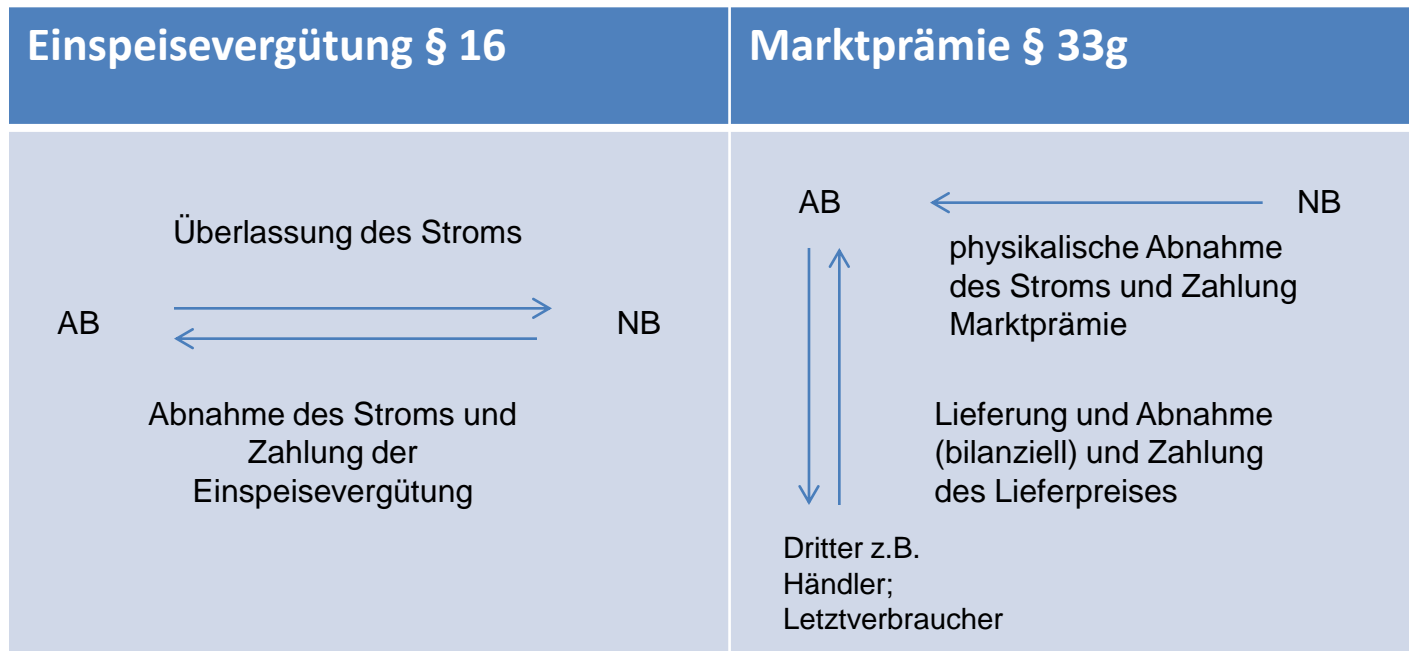 Einspeisevergütung § 16
Überlassung des Stroms
AB
NB
Abnahme des Stroms und
Zahlung der
Einspeisevergütung
Marktprämie § 33g
AB
NB
physikalische Abnahme
des Stroms und Zahlung
Marktprämie
Lieferung und Abnahme
(bilanziell) und Zahlung
des Lieferpreises
Dritter z.B.
Händler;
Letztverbraucher